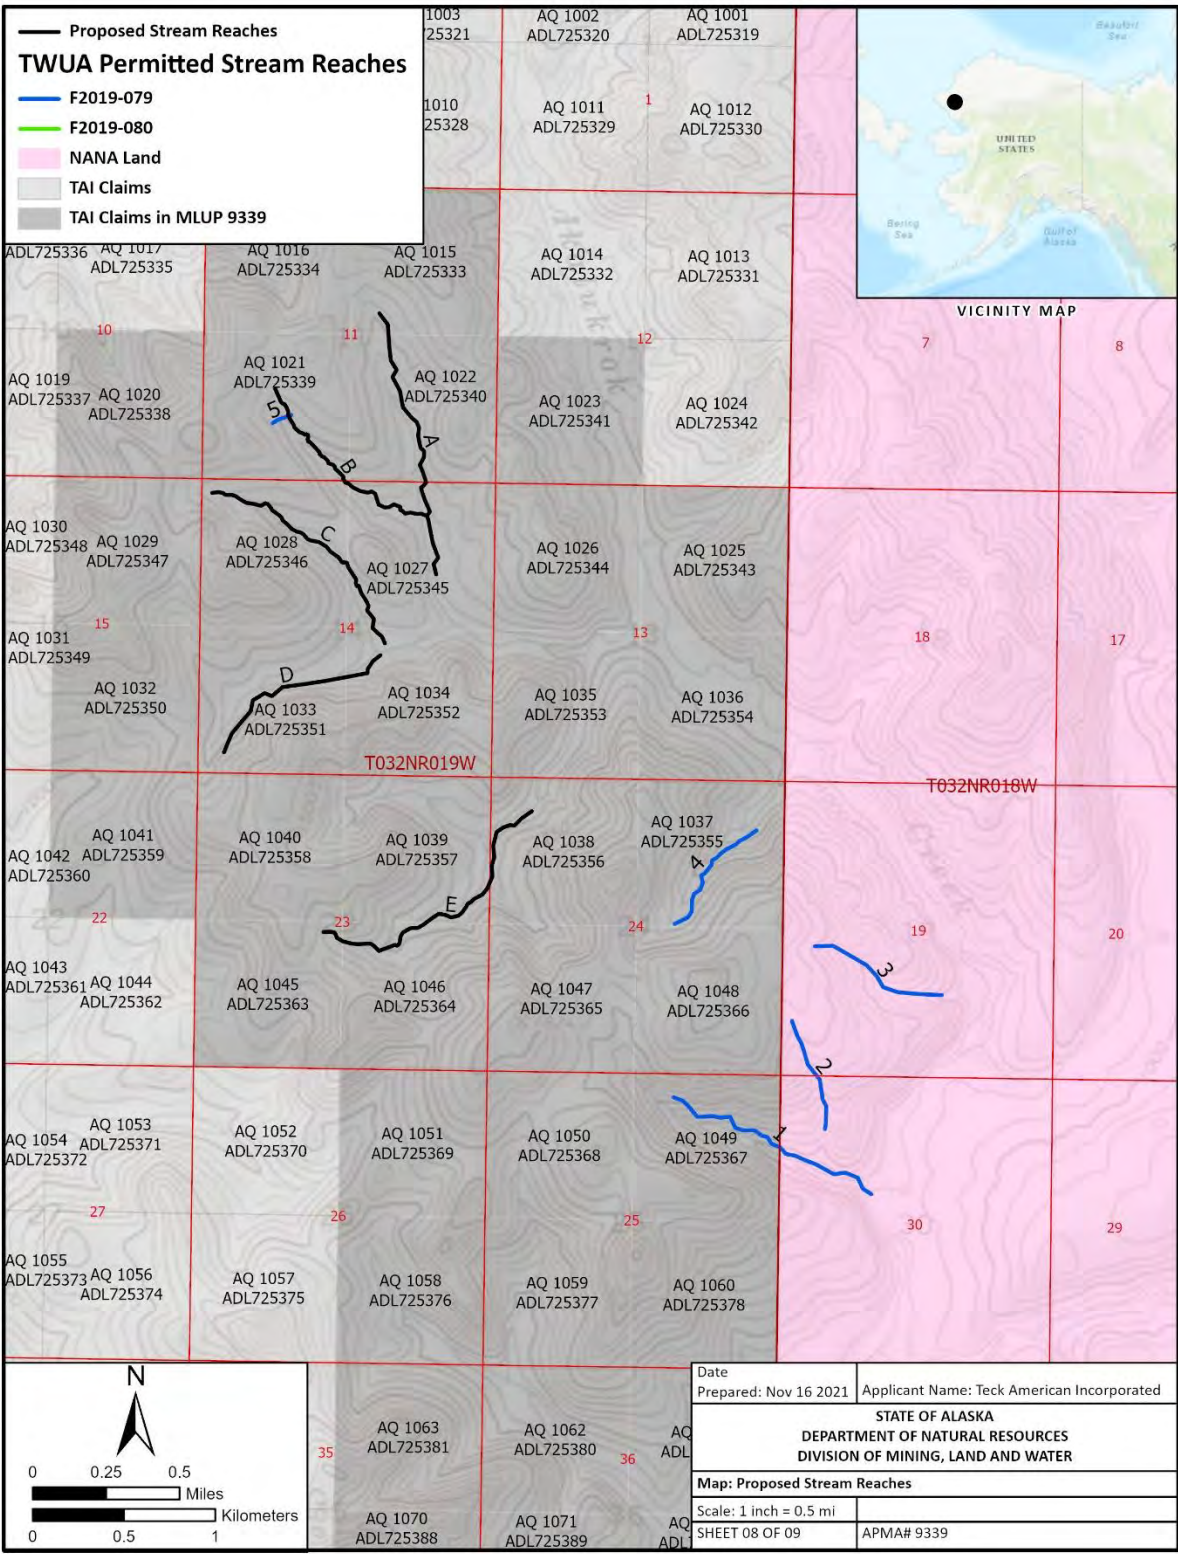 Proposed Stream Reaches
TWUA Permitted Stream Reaches
F2019-079
F2019-080
NANA Land
TAI Claims
TAI Claims in MLUP 9339
1003
725321
AQ 1002
ADL725320
AQ 1001
ADL725319
1010
25328
AQ 1011
ADL725329
1
AQ 1012
ADL725330
Beaufort
Sea
UNITED
STATES
Bering
Sea
Gulf of
Alaska
VICINITY MAP
ADL725336
AQ 1017
ADL725335
AQ 1016
ADL725334
AQ 1015
ADL725333
AQ 1014
ADL725332
AQ 1013
ADL725331
10
11
12
7
8
AQ 1019
ADL725337
AQ 1020
ADL725338
AQ 1021
ADL725339
AQ 1022
ADL725340
AQ 1023
ADL725341
AQ 1024
ADL725342
5
B
A
AQ 1030
ADL725348
AQ 1029
ADL725347
AQ 1028
ADL725346
C
AQ 1027
ADL725345
AQ 1026
ADL725344
AQ 1025
ADL725343
15
14
13
18
17
AQ 1031
ADL725349
AQ 1032
ADL725350
D
AQ 1033
ADL725351
AQ 1034
ADL725352
AQ 1035
ADL725353
AQ 1036
ADL725354
T032NR019W
T032NR018W
Creek
AQ 1042
ADL725360
AQ 1041
ADL725359
AQ 1040
ADL725358
AQ 1039
ADL725357
AQ 1038
ADL725356
AQ 1037
ADL725355
4
E
22
23
24
19
20
AQ 1043
ADL725361
AQ 1044
ADL725362
AQ 1045
ADL725363
AQ 1046
ADL725364
AQ 1047
ADL725365
AQ 1048
ADL725366
3
2
AQ 1054
ADL725372
AQ 1053
ADL725371
AQ 1052
ADL725370
AQ 1051
ADL725369
AQ 1050
ADL725368
AQ 1049
ADL725367
1
27
26
25
30
29
AQ 1055
ADL725373
AQ 1056
ADL725374
AQ 1057
ADL725375
AQ 1058
ADL725376
AQ 1059
ADL725377
AQ 1060
ADL725378
N
0 0.25 0.5
Miles
Kilometers
0 0.5 1
35
AQ 1063
ADL725381
AQ 1062
ADL725380
36
AQ
ADL
AQ 1070
ADL725388
AQ 1071
ADL725389
AQ
ADL
Date
Prepared: Nov 16 2021
Applicant Name: Teck American Incorporated
STATE OF ALASKA
DEPARTMENT OF NATURAL RESOURCES
DIVISION OF MINING, LAND AND WATER
Map: Proposed Stream Reaches
Scale: 1 inch = 0.5 mi
SHEET 08 OF 09
APMA# 9339